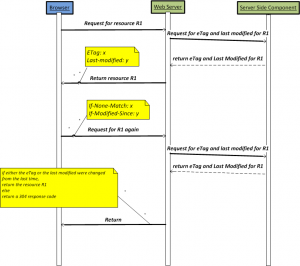 Browser
Web Server
Server Side Component
Request for resource R1
Request for eTag and last modified for R1
ETag: x
Last-modified: y
return eTag and Last Modified for R1
Return resource R1
If-None-Match: x
If-Modified-Since: y
Request for R1 again
Request for eTag and last modified for R1
return eTag and Last Modified for R1
If either the eTag or the last modified were changed
from the last time,
return the resource R1
else
return a 304 response code
Return